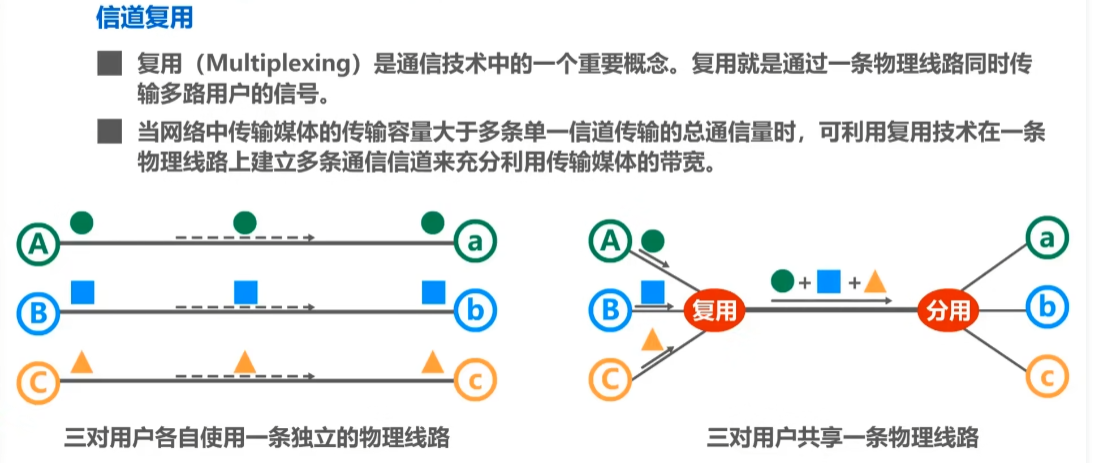 信道复用
复用（Multiplexing）是通信技术中的一个重要概念。复用就是通过一条物理线路同时传
输多路用户的信号。
当网络中传输媒体的传输容量大于多条单一信道传输的总通信量时，可利用复用技术在一条
物理线路上建立多条通信信道来充分利用传输媒体的带宽。
A a
B b
C c
三对用户各自使用一条独立的物理线路
A a
+ +
B 复用 分用 b
C c
三对用户共享一条物理线路